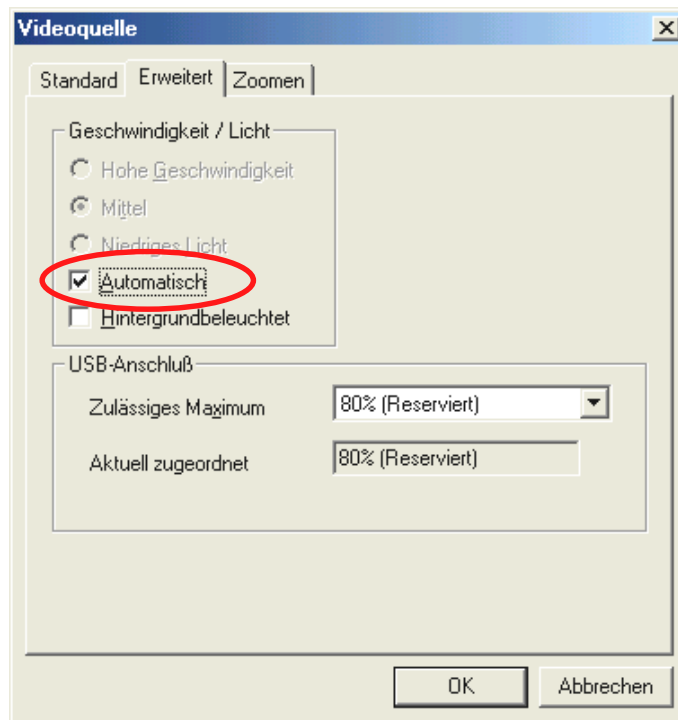 Videoquelle
Standard Erweitert Zoomen
Geschwindigkeit / Licht
Hohe Geschwindigkeit
Mittel
Niedriges Licht
Automatisch
Hintergrundbeleuchtet
USB-Anschluß
Zulässiges Maximum 80% (Reserviert)
Aktuell zugeordnet 80% (Reserviert)
OK Abbrechen